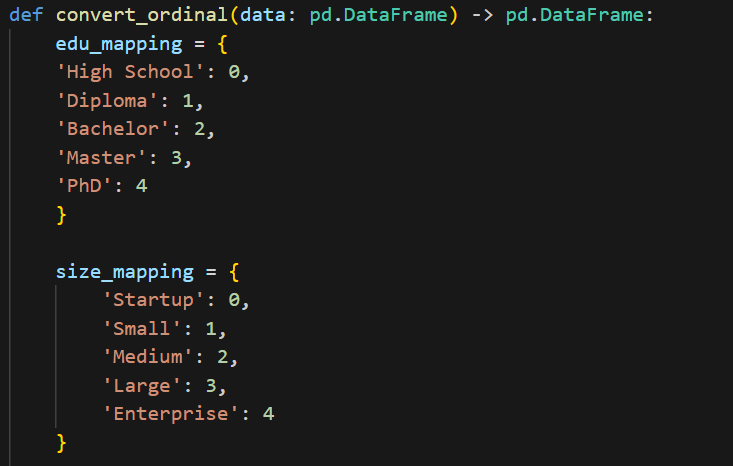 def convert_ordinal(data: pd.DataFrame) -> pd.DataFrame:
    edu_mapping = {
    'High School': 0,
    'Diploma': 1,
    'Bachelor': 2,
    'Master': 3,
    'PhD': 4
    }

    size_mapping = {
        'Startup': 0,
        'Small': 1,
        'Medium': 2,
        'Large': 3,
        'Enterprise': 4
    }